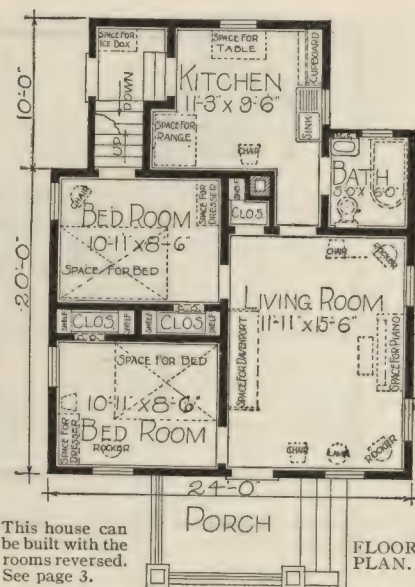 SPACE FOR
ICE BOX
SPACE FOR
TABLE
CUPBOARD
KITCHEN
11'-3" x 9'-6"
10'-0"
DOWN
UP
SPACE FOR
RANGE
CHAIR
SINK
BATH
5'-0" x 6'-0"
CHAIR
BED ROOM
10'-11" x 8'-6"
SPACE FOR
DRESSER
SPACE FOR BED
SHELF
CLOS.
CHAIR
ROCKER
LIVING ROOM
11'-11" x 15'-6"
SPACE FOR DAVENPORT
SPACE FOR PIANO
20'-0"
SHELF
CLOS.
SHELF
SHELF
CLOS.
SHELF
SPACE FOR BED
10'-11" x 8'-6"
BED ROOM
SPACE FOR
DRESSER
ROCKER
CHAIR
LAMP
ROCKER
24'-0"
PORCH
This house can
be built with the
rooms reversed.
See page 3.
FLOOR
PLAN.